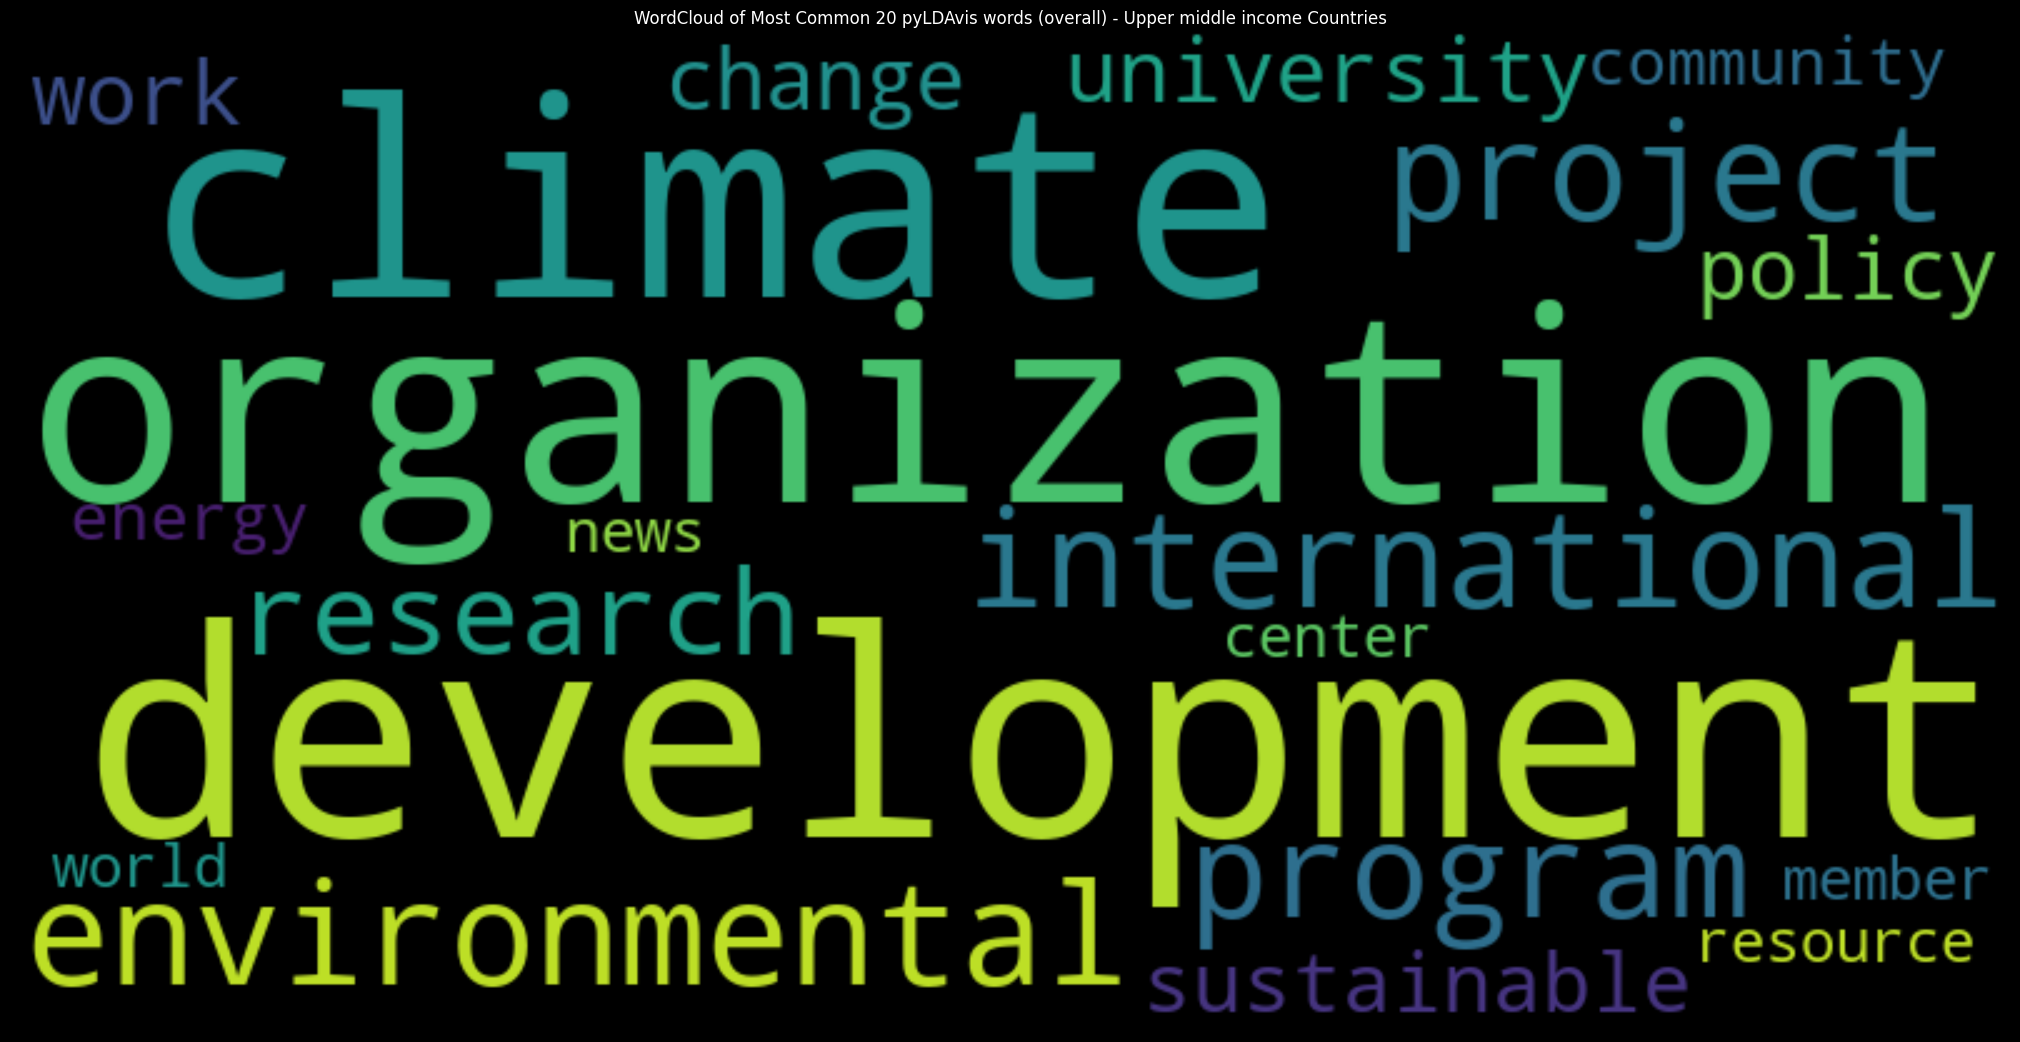 WordCloud of Most Common 20 pyLDAvis words (overall) - Upper middle income Countries
work
change
university
community
climate
project
policy
organization
energy
news
international
research
center
development
world
program
member
environmental
resource
sustainable